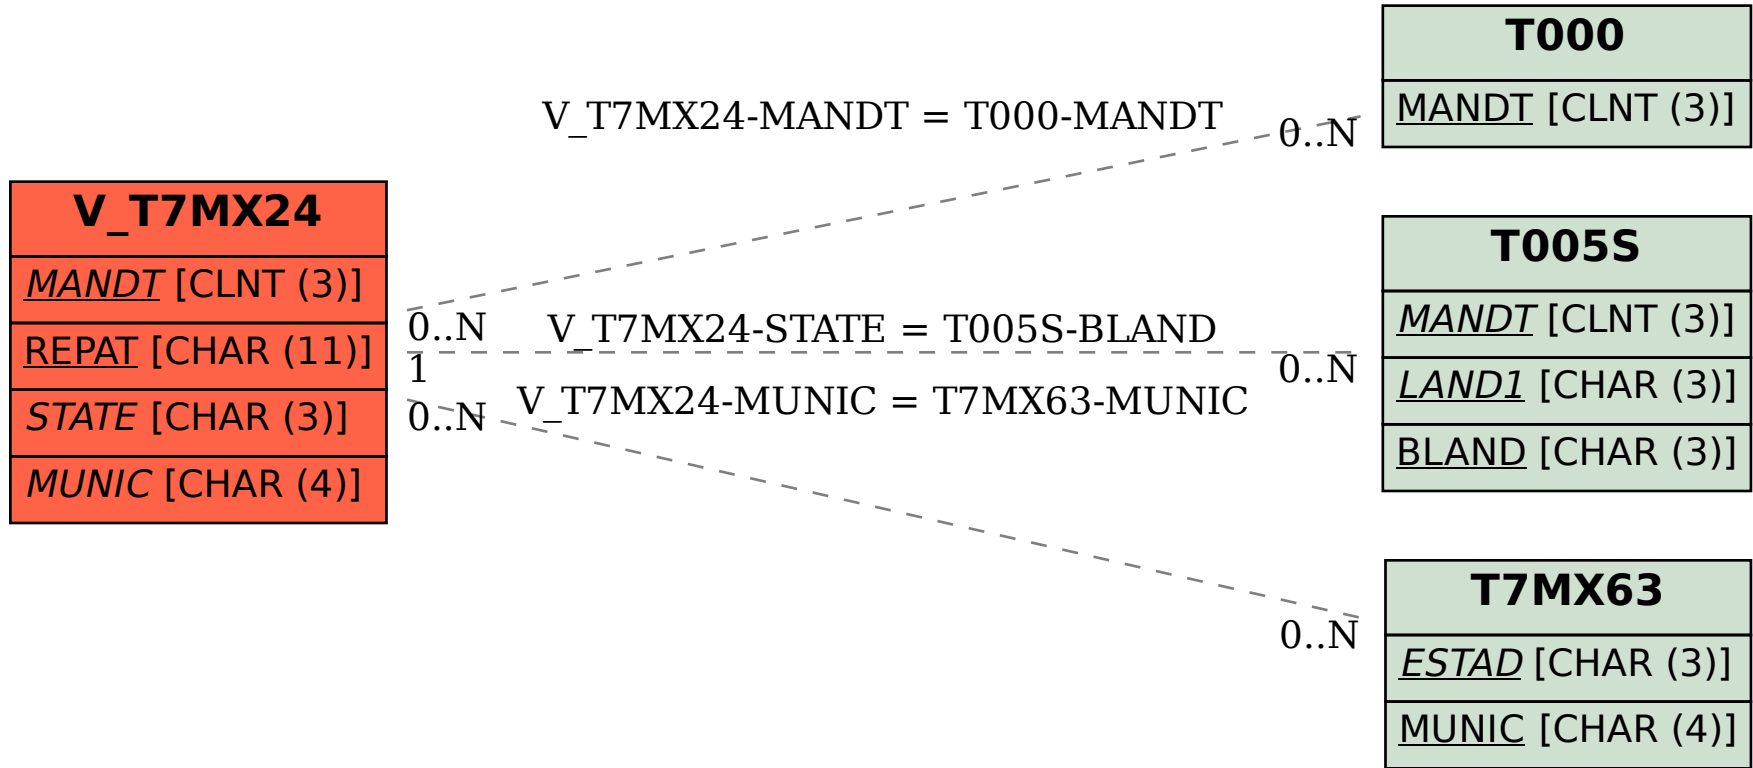 V_T7MX24
MANDT [CLNT (3)]
REPAT [CHAR (11)]
STATE [CHAR (3)]
MUNIC [CHAR (4)]
V_T7MX24-MANDT = T000-MANDT
0..N
0..N
V_T7MX24-STATE = T005S-BLAND
1
0..N
V_T7MX24-MUNIC = T7MX63-MUNIC
0..N
0..N
T000
MANDT [CLNT (3)]
T005S
MANDT [CLNT (3)]
LAND1 [CHAR (3)]
BLAND [CHAR (3)]
T7MX63
ESTAD [CHAR (3)]
MUNIC [CHAR (4)]